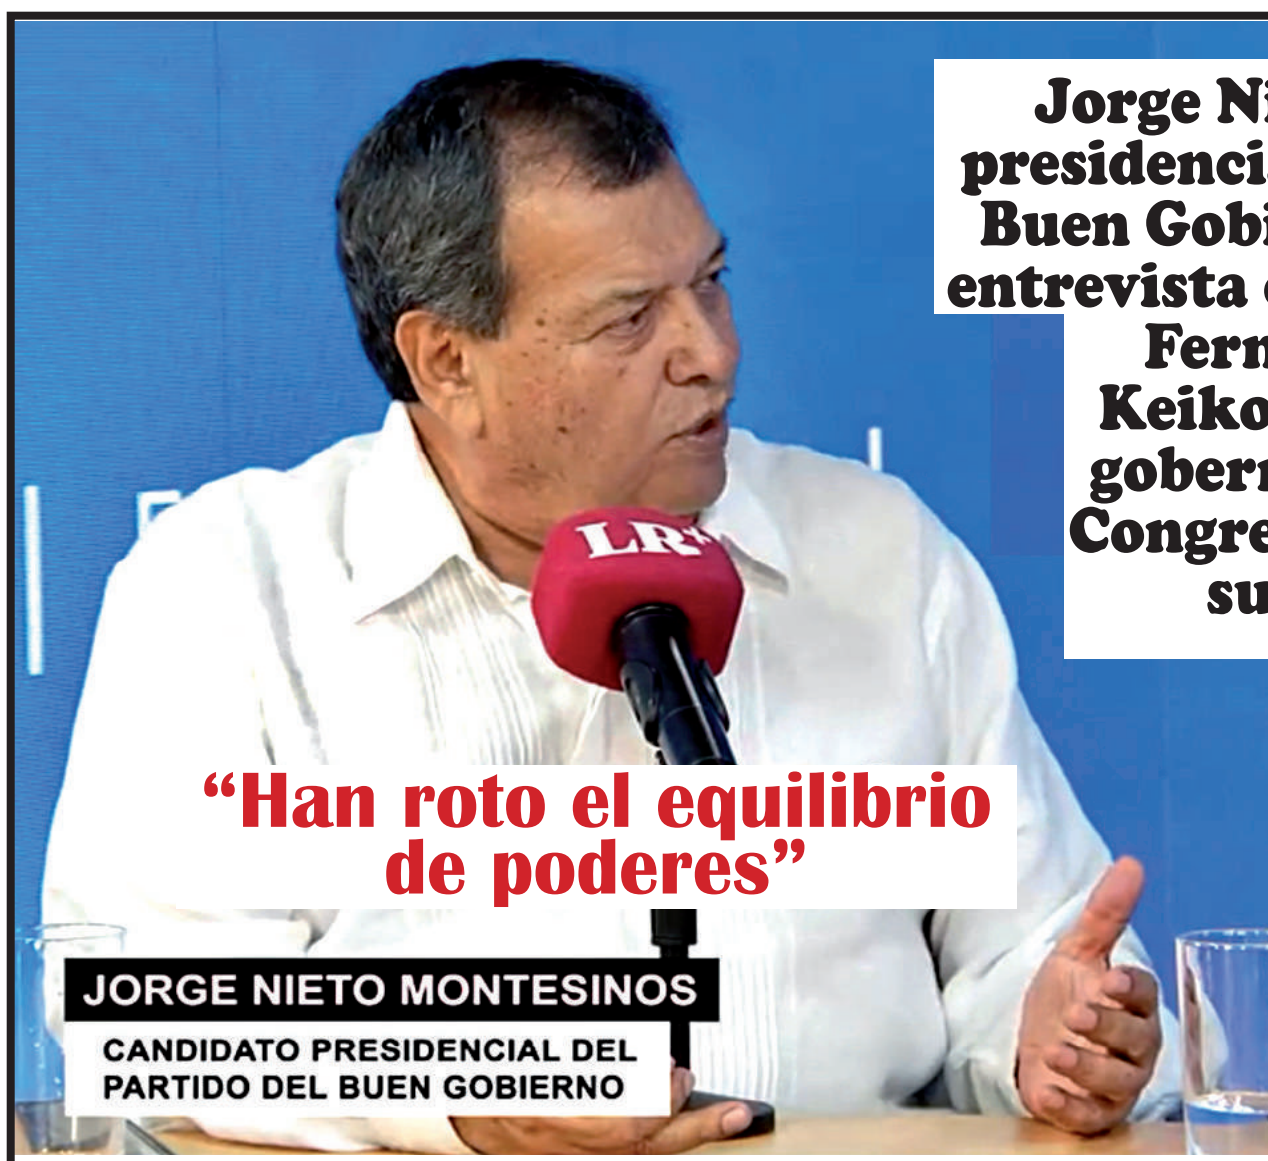 Jorge Ni
presidencia
Buen Gobi
entrevista
Fern
Keiko
gobern
Congre
su
LR+
“Han roto el equilibrio
de poderes”
JORGE NIETO MONTESINOS
CANDIDATO PRESIDENCIAL DEL
PARTIDO DEL BUEN GOBIERNO